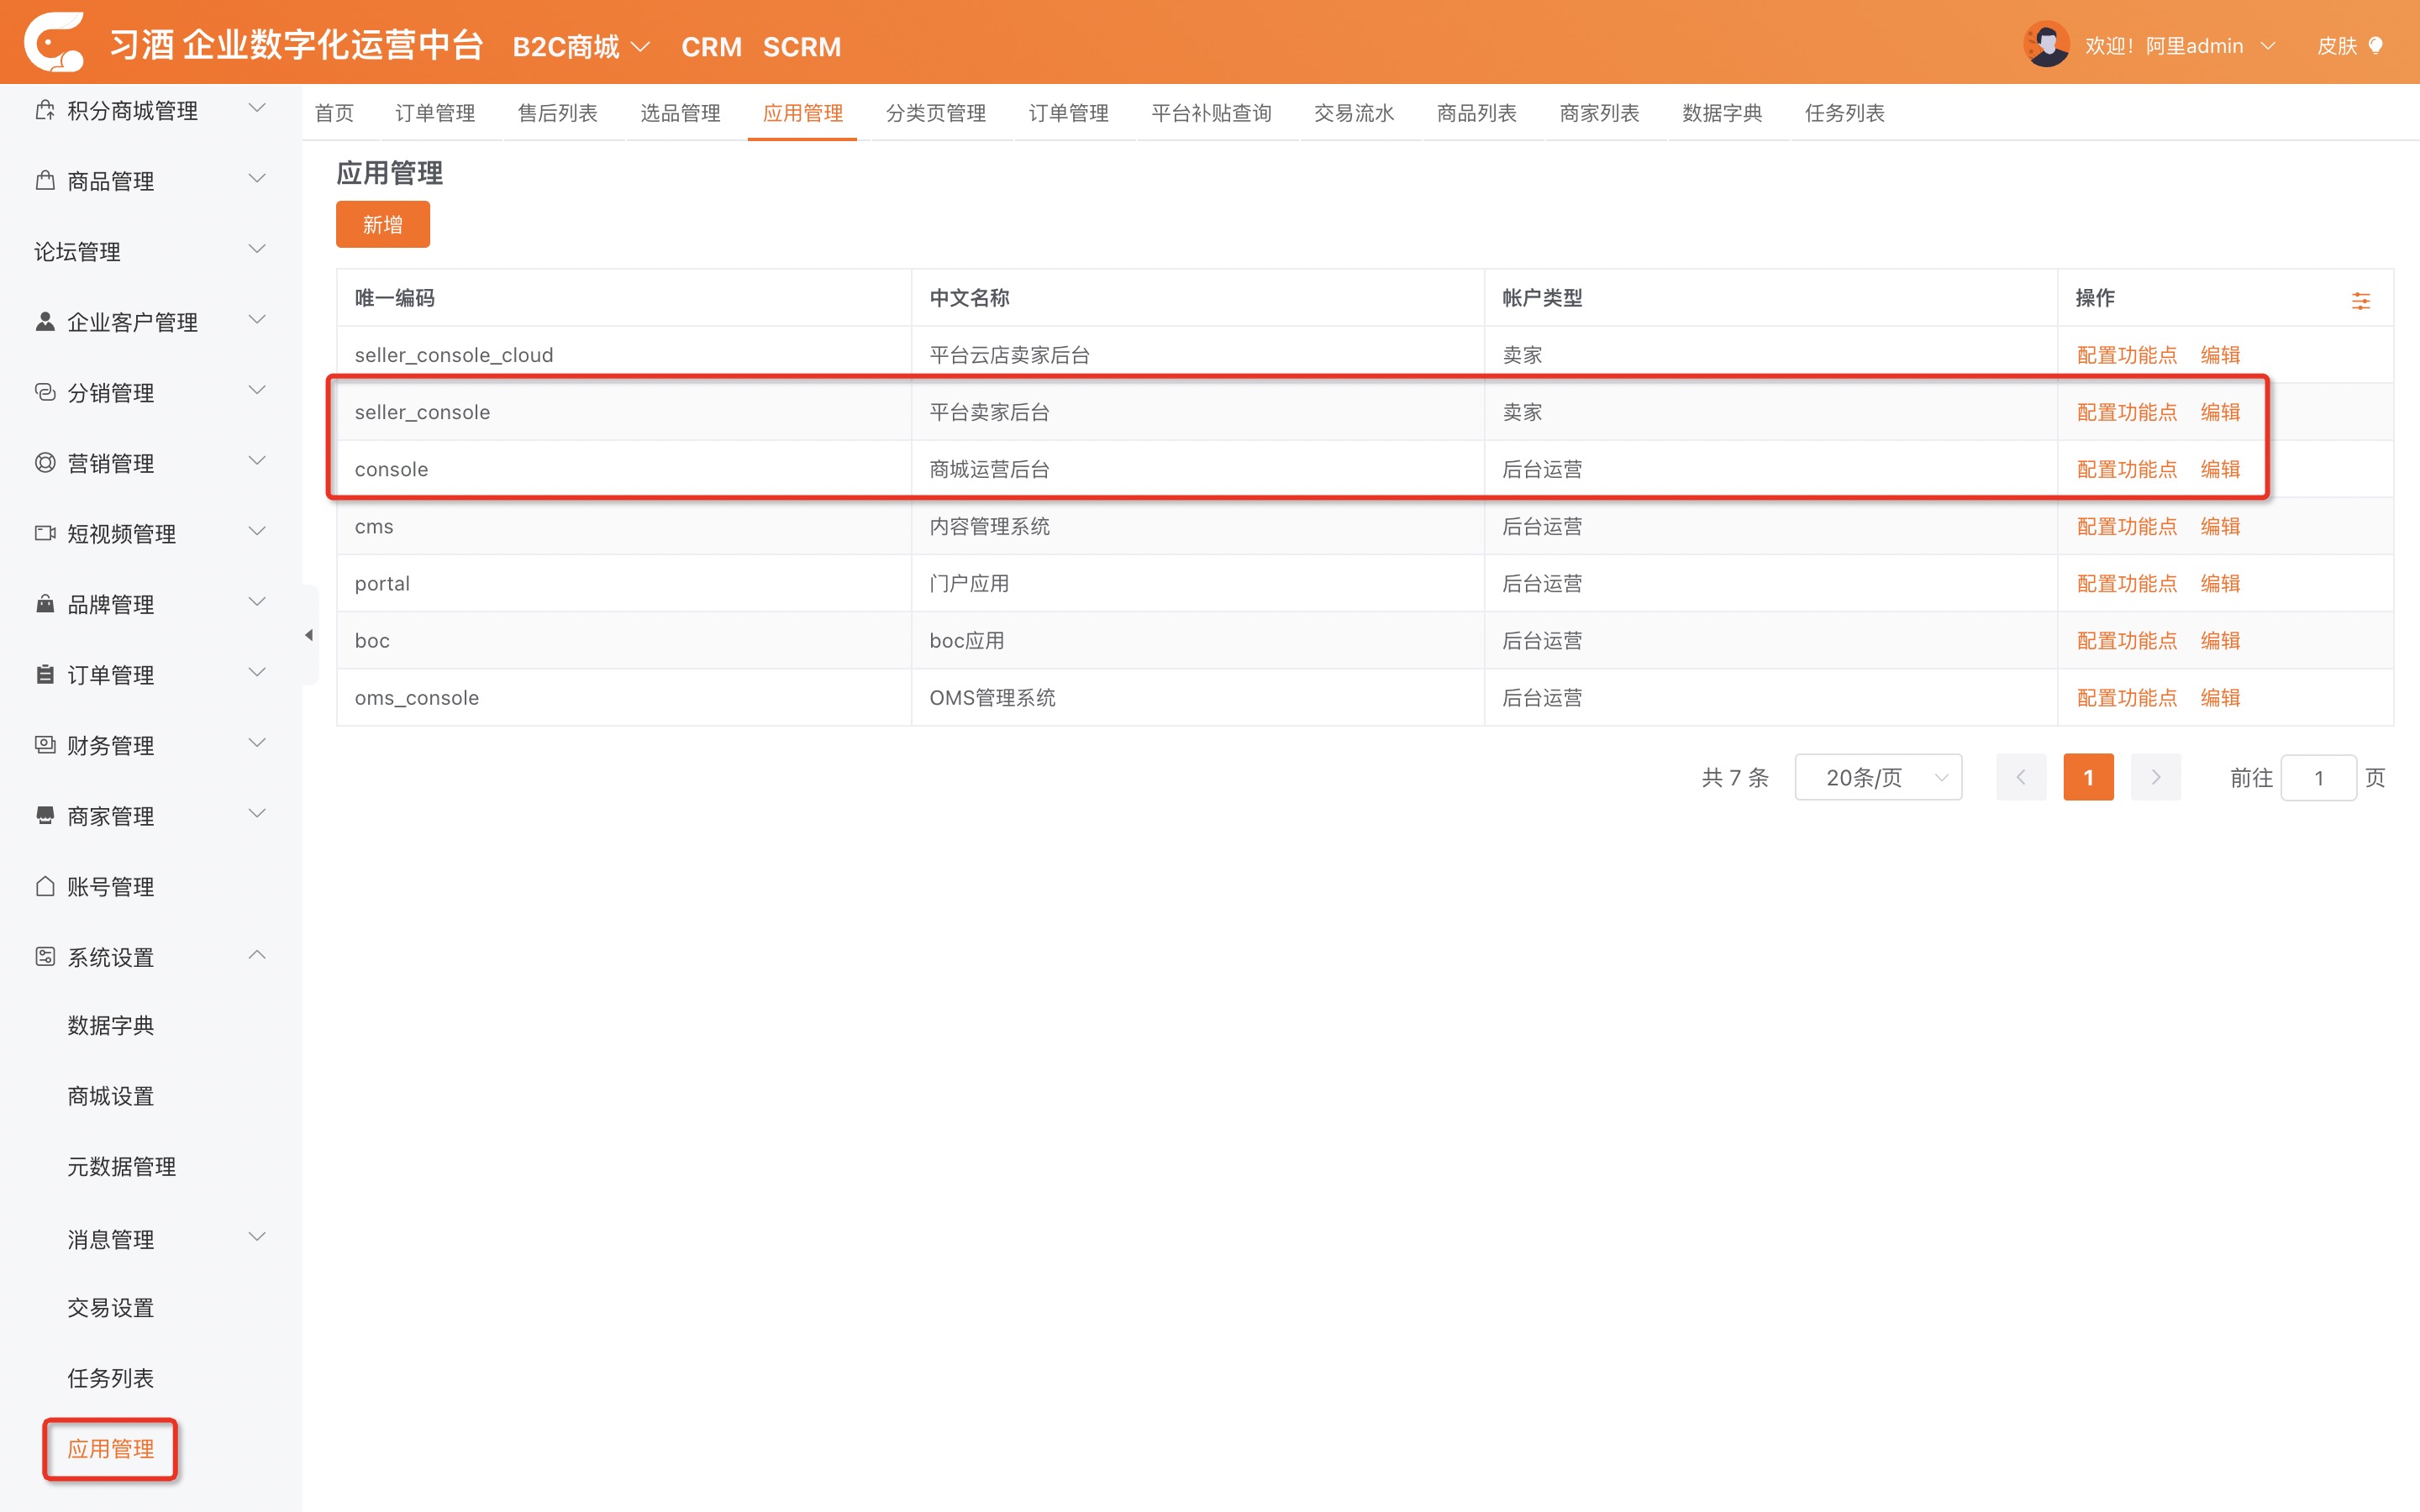 习酒 企业数字化运营中台 B2C商城 CRM SCRM 欢迎！阿里admin 皮肤
积分商城管理
商品管理
论坛管理
企业客户管理
分销管理
营销管理
短视频管理
品牌管理
订单管理
财务管理
商家管理
账号管理
系统设置
数据字典
商城设置
元数据管理
消息管理
交易设置
任务列表
应用管理
首页 订单管理 售后列表 选品管理 应用管理 分类页管理 订单管理 平台补贴查询 交易流水 商品列表 商家列表 数据字典 任务列表
应用管理
新增
唯一编码 中文名称 帐户类型 操作
seller_console_cloud 平台云店卖家后台 卖家 配置功能点 编辑
seller_console 平台卖家后台 卖家 配置功能点 编辑
console 商城运营后台 后台运营 配置功能点 编辑
cms 内容管理系统 后台运营 配置功能点 编辑
portal 门户应用 后台运营 配置功能点 编辑
boc boc应用 后台运营 配置功能点 编辑
oms_console OMS管理系统 后台运营 配置功能点 编辑
共 7 条 20条/页 1 前往 1 页